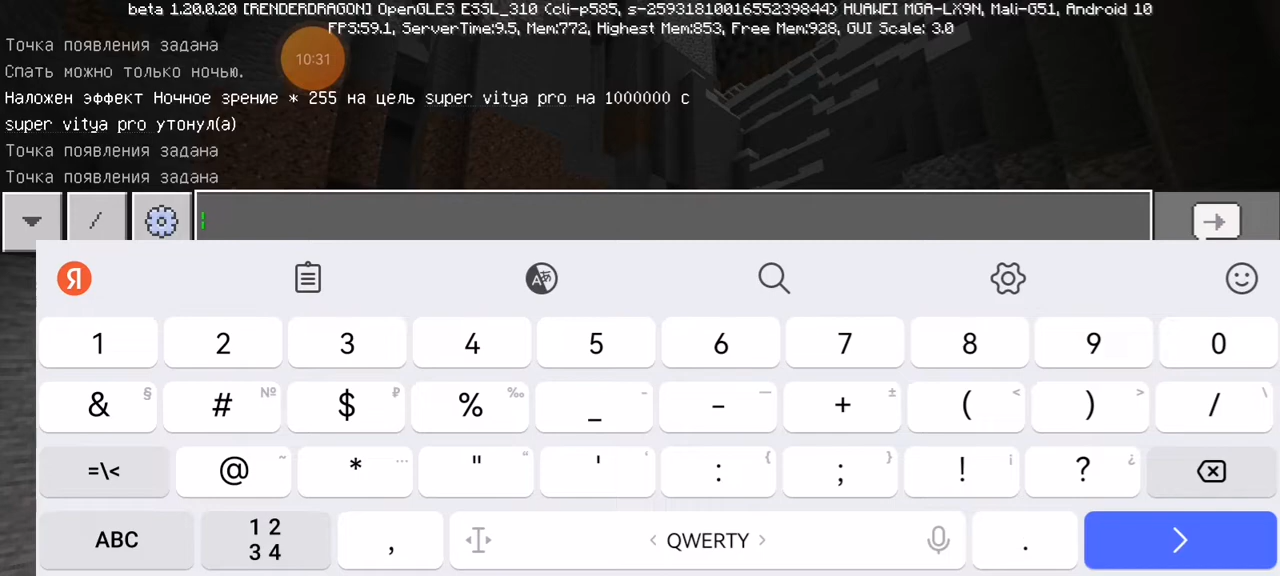 beta 1.20.0.20 [RENDERDRAGON] OpenGLES ESSL_310 (cli-p585, s-2593181001655239844) HUAWEI MGA-LX9N, Mali-G51, Android 10
FPS:59.1, ServerTime:9.5, Mem:772, Highest Mem:853, Free Mem:928, GUI Scale: 3.0
Точка появления задана
10:31
Спать можно только ночью.
Наложен эффект Ночное зрение * 255 на цель super vitya pro на 1000000 с
super vitya pro утонул(а)
Точка появления задана
Точка появления задана
/
Я
1 2 3 4 5 6 7 8 9 0
& § # № $ ₽ % ‰ _ - – — + ± ( < ) > / \
=\< @ ~ * … " “ ' ‘ : { ; } ! ¡ ? ¿
ABC 1 2 3 4 , < QWERTY > .